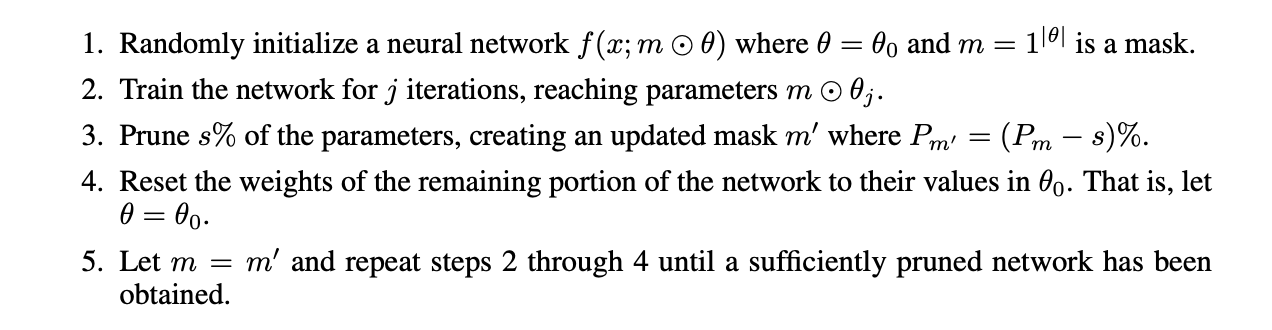 1. Randomly initialize a neural network f(x; m ⊙ θ) where θ = θ₀ and m = 1^|θ| is a mask.
2. Train the network for j iterations, reaching parameters m ⊙ θⱼ.
3. Prune s% of the parameters, creating an updated mask m′ where Pₘ′ = (Pₘ − s)%.
4. Reset the weights of the remaining portion of the network to their values in θ₀. That is, let
θ = θ₀.
5. Let m = m′ and repeat steps 2 through 4 until a sufficiently pruned network has been
obtained.